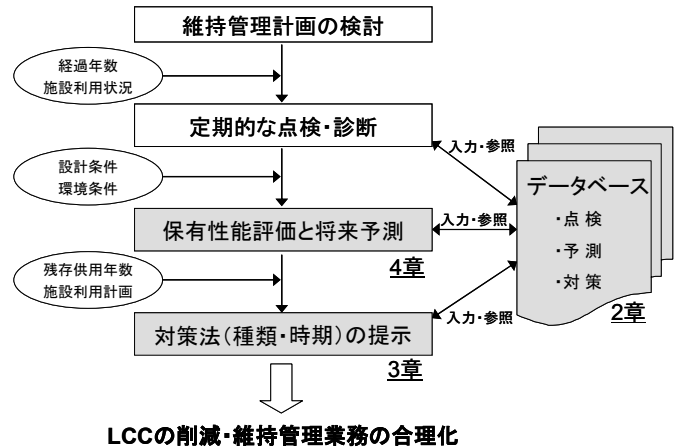 維持管理計画の検討
経過年数
施設利用状況
定期的な点検・診断
入力・参照
設計条件
環境条件
データベース
・点検
・予測
・対策
2章
保有性能評価と将来予測
入力・参照
4章
残存供用年数
施設利用計画
入力・参照
対策法(種類・時期)の提示
3章
LCCの削減・維持管理業務の合理化